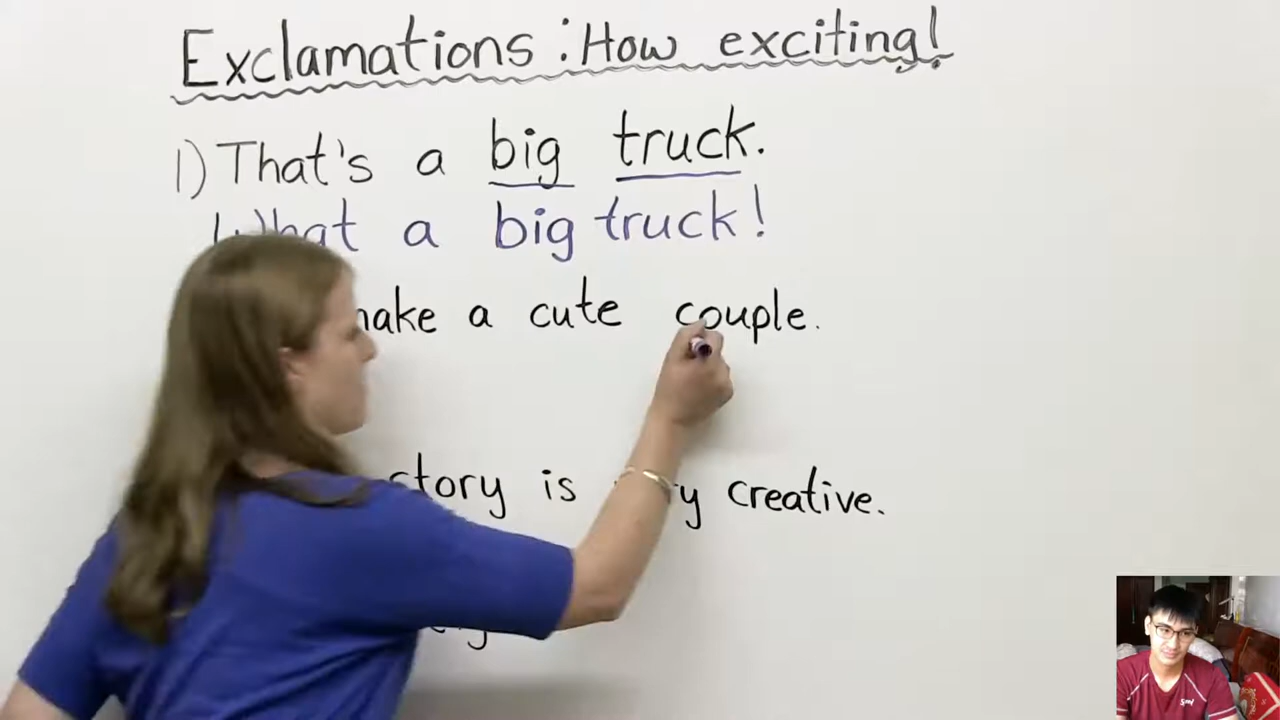 Exclamations: How exciting!
1) That's a big truck.
What a big truck!
make a cute couple.
story is creative.